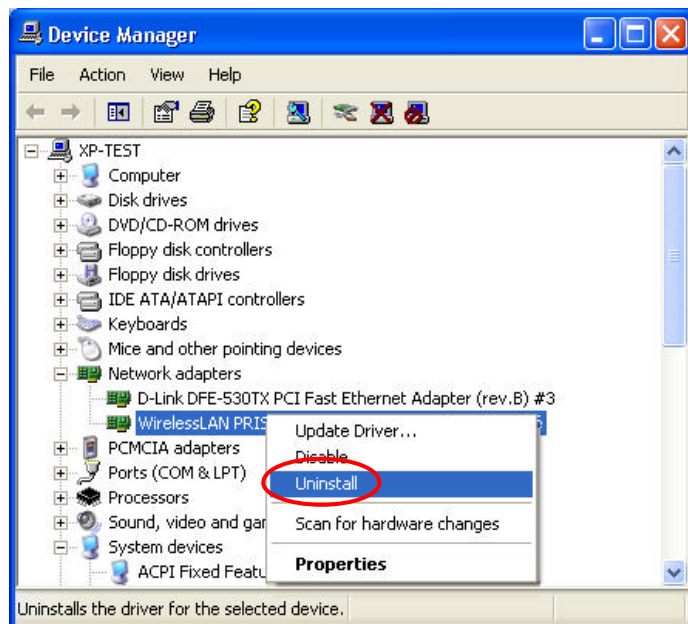 Device Manager
File Action View Help
XP-TEST
Computer
Disk drives
DVD/CD-ROM drives
Floppy disk controllers
Floppy disk drives
IDE ATA/ATAPI controllers
Keyboards
Mice and other pointing devices
Network adapters
D-Link DFE-530TX PCI Fast Ethernet Adapter (rev.B) #3
WirelessLAN PRIS
Update Driver...
PCMCIA adapters
Disable
Ports (COM & LPT)
Uninstall
Processors
Sound, video and gar
Scan for hardware changes
System devices
Properties
ACPI Fixed Featu
Uninstalls the driver for the selected device.